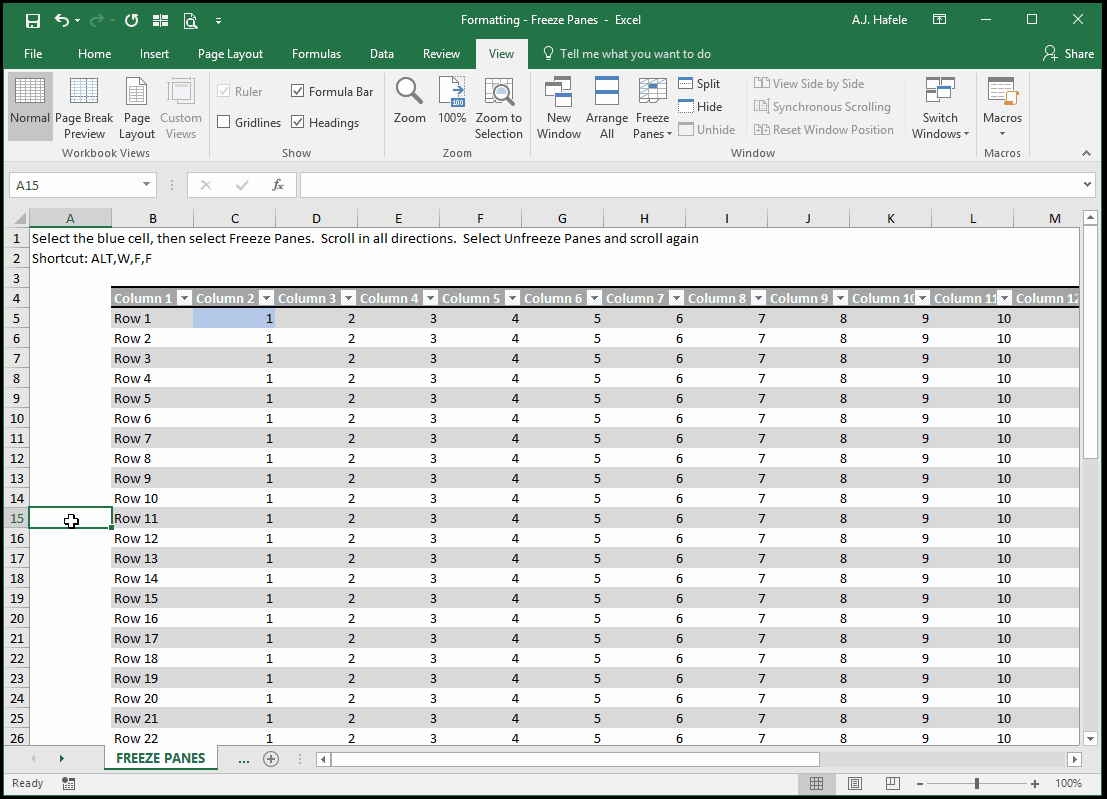 Formatting - Freeze Panes - Excel
A.J. Hafele
File Home Insert Page Layout Formulas Data Review View Tell me what you want to do Share
Normal
Page Break Preview
Page Layout
Custom Views
Workbook Views
Ruler
Formula Bar
Gridlines
Headings
Show
Zoom
100
100%
Zoom to Selection
Zoom
New Window
Arrange All
Freeze Panes
Split
Hide
Unhide
View Side by Side
Synchronous Scrolling
Reset Window Position
Window
Switch Windows
Macros
Macros
A15
fx
A B C D E F G H I J K L M
1 Select the blue cell, then select Freeze Panes. Scroll in all directions. Select Unfreeze Panes and scroll again
2 Shortcut: ALT,W,F,F
3
4 Column 1 Column 2 Column 3 Column 4 Column 5 Column 6 Column 7 Column 8 Column 9 Column 10 Column 11 Column 12
5 Row 1 1 2 3 4 5 6 7 8 9 10
6 Row 2 1 2 3 4 5 6 7 8 9 10
7 Row 3 1 2 3 4 5 6 7 8 9 10
8 Row 4 1 2 3 4 5 6 7 8 9 10
9 Row 5 1 2 3 4 5 6 7 8 9 10
10 Row 6 1 2 3 4 5 6 7 8 9 10
11 Row 7 1 2 3 4 5 6 7 8 9 10
12 Row 8 1 2 3 4 5 6 7 8 9 10
13 Row 9 1 2 3 4 5 6 7 8 9 10
14 Row 10 1 2 3 4 5 6 7 8 9 10
15 Row 11 1 2 3 4 5 6 7 8 9 10
16 Row 12 1 2 3 4 5 6 7 8 9 10
17 Row 13 1 2 3 4 5 6 7 8 9 10
18 Row 14 1 2 3 4 5 6 7 8 9 10
19 Row 15 1 2 3 4 5 6 7 8 9 10
20 Row 16 1 2 3 4 5 6 7 8 9 10
21 Row 17 1 2 3 4 5 6 7 8 9 10
22 Row 18 1 2 3 4 5 6 7 8 9 10
23 Row 19 1 2 3 4 5 6 7 8 9 10
24 Row 20 1 2 3 4 5 6 7 8 9 10
25 Row 21 1 2 3 4 5 6 7 8 9 10
26 Row 22 1 2 3 4 5 6 7 8 9 10
FREEZE PANES ...
Ready
100%